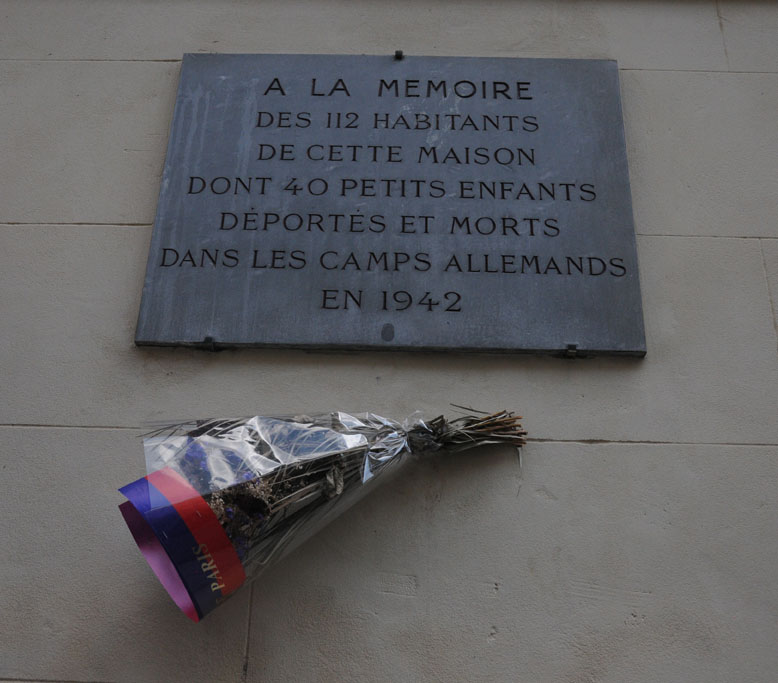 A LA MEMOIRE
DES 112 HABITANTS
DE CETTE MAISON
DONT 40 PETITS ENFANTS
DÉPORTÉS ET MORTS
DANS LES CAMPS ALLEMANDS
EN 1942
PARIS